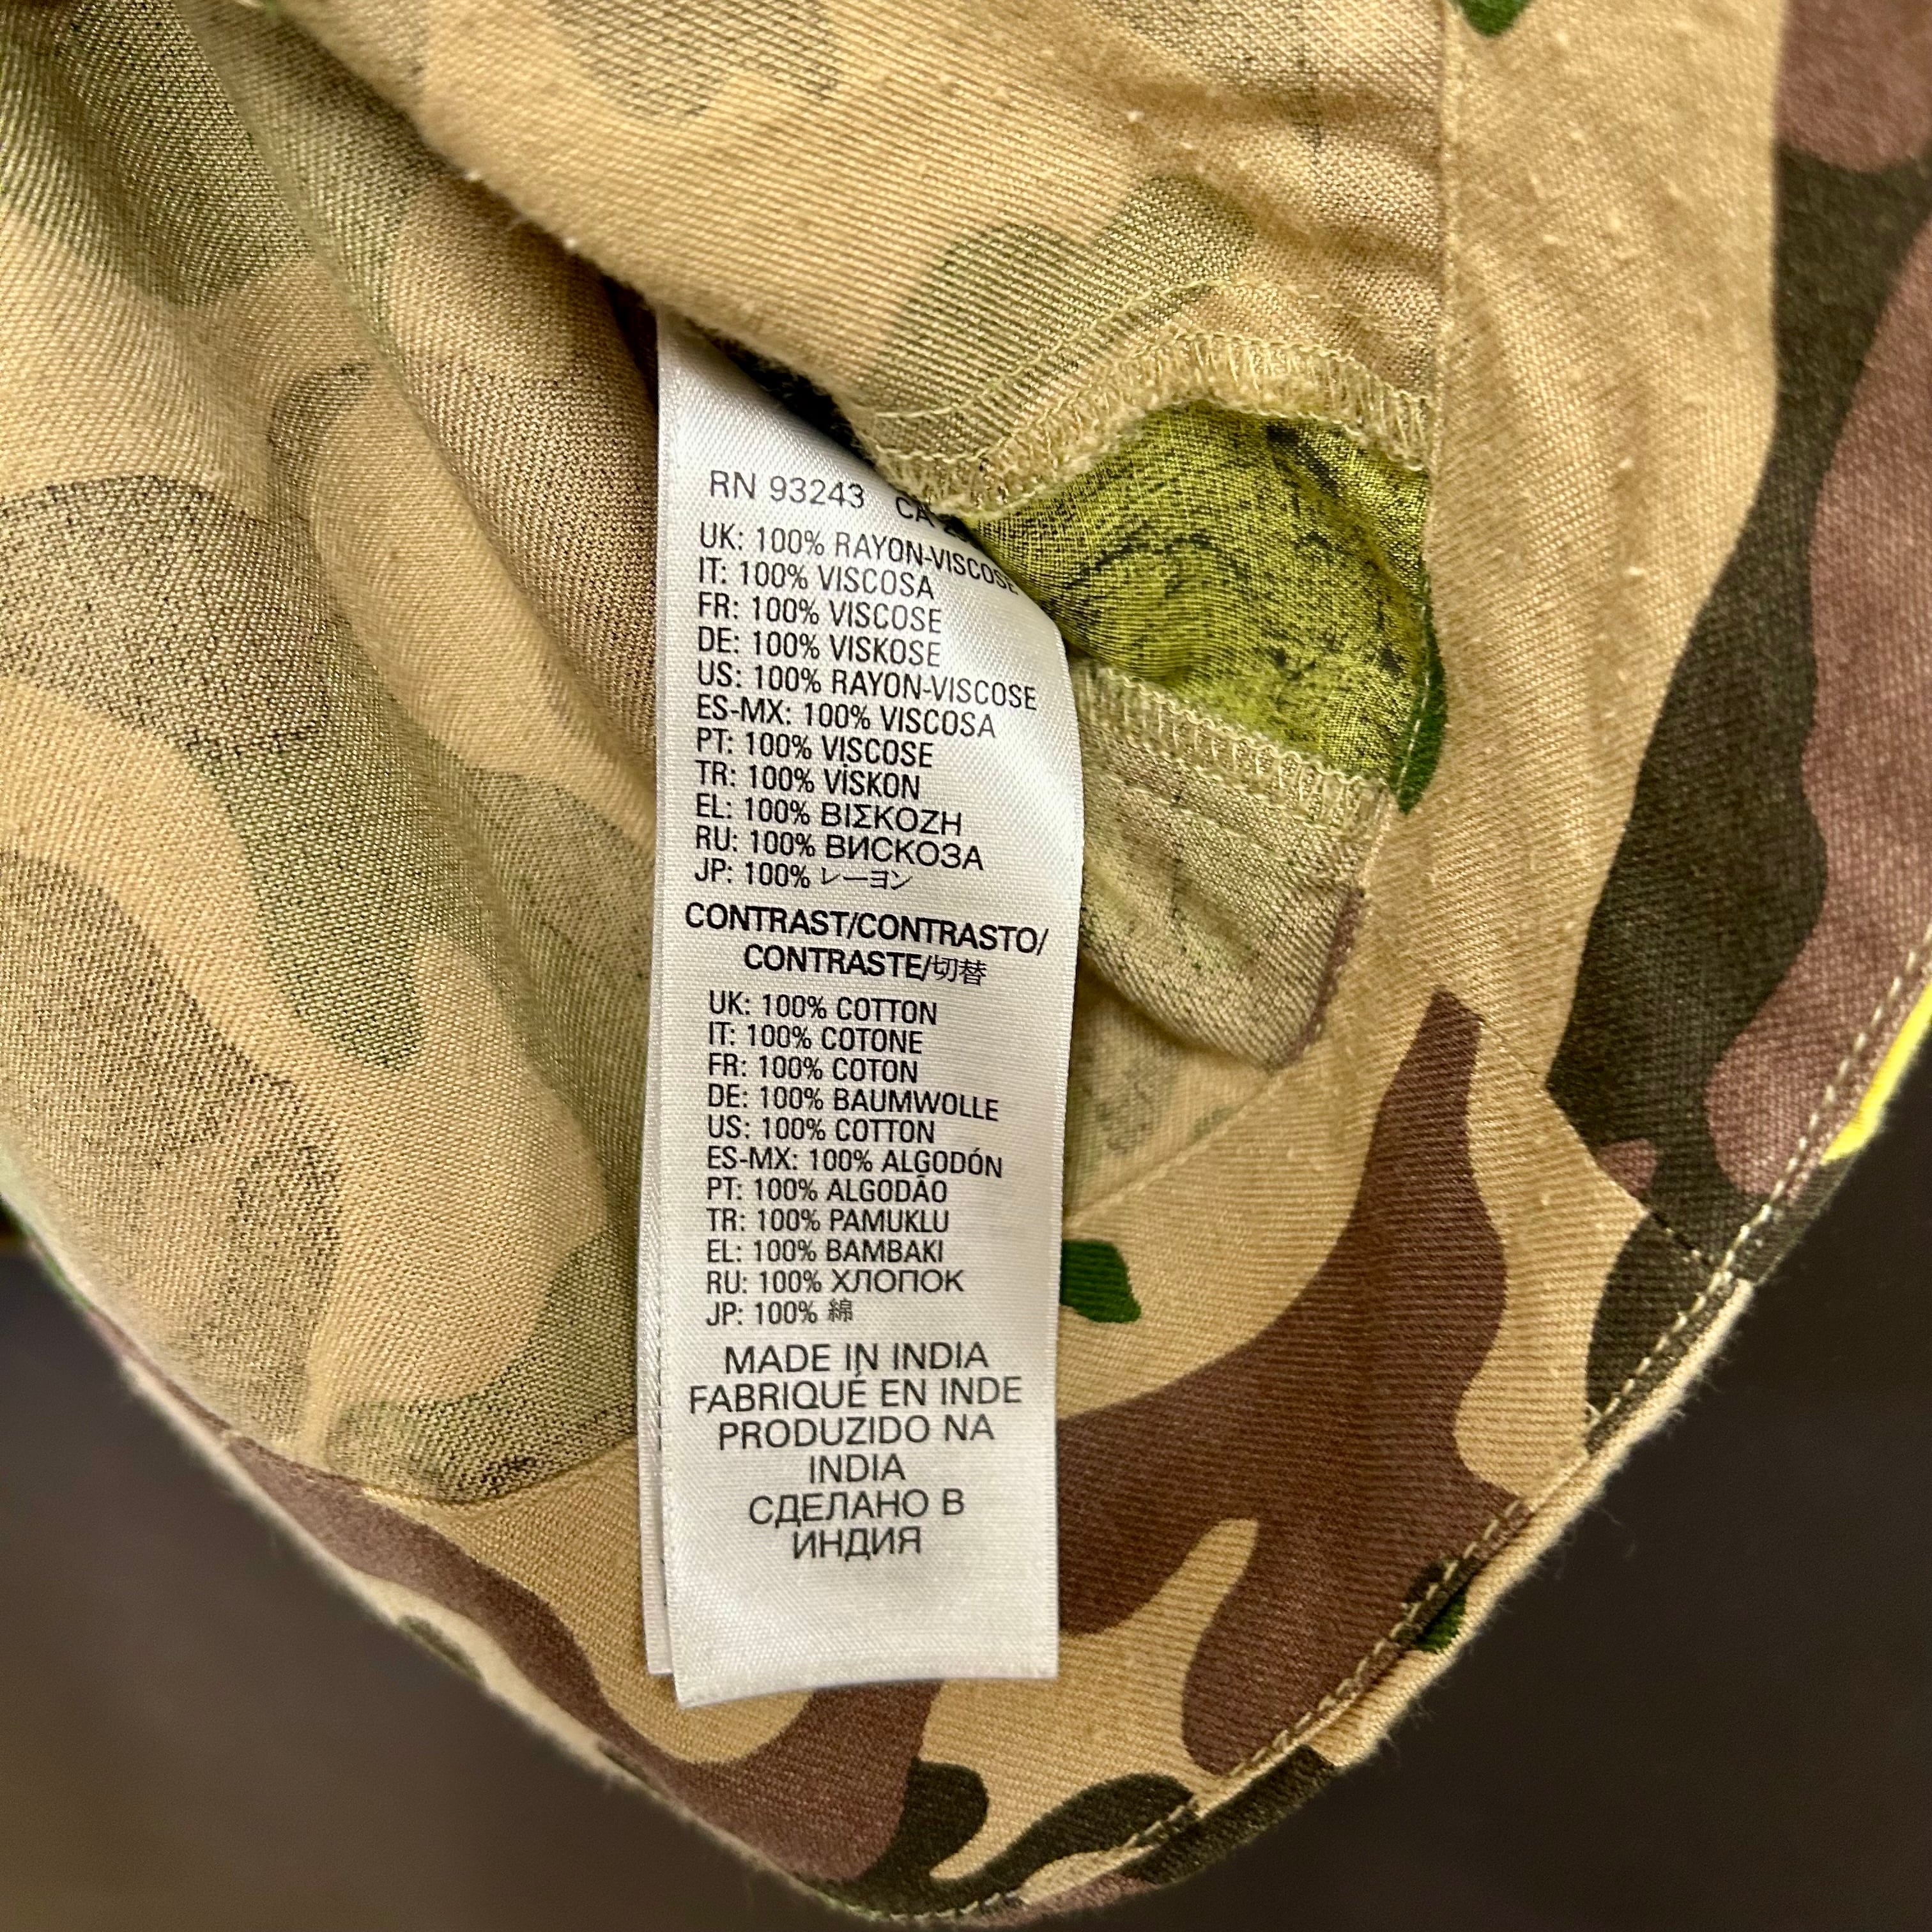 RN 93243 CA
UK: 100% RAYON-VISCOSE
IT: 100% VISCOSA
FR: 100% VISCOSE
DE: 100% VISKOSE
US: 100% RAYON-VISCOSE
ES-MX: 100% VISCOSA
PT: 100% VISCOSE
TR: 100% VİSKON
EL: 100% ΒΙΣΚΟΖΗ
RU: 100% ВИСКОЗА
JP: 100% レーヨン
CONTRAST/CONTRASTO/
CONTRASTE/切替
UK: 100% COTTON
IT: 100% COTONE
FR: 100% COTON
DE: 100% BAUMWOLLE
US: 100% COTTON
ES-MX: 100% ALGODÓN
PT: 100% ALGODÃO
TR: 100% PAMUKLU
EL: 100% BAMBAKI
RU: 100% ХЛОПОК
JP: 100% 綿
MADE IN INDIA
FABRIQUÉ EN INDE
PRODUZIDO NA
INDIA
СДЕЛАНО В
ИНДИЯ